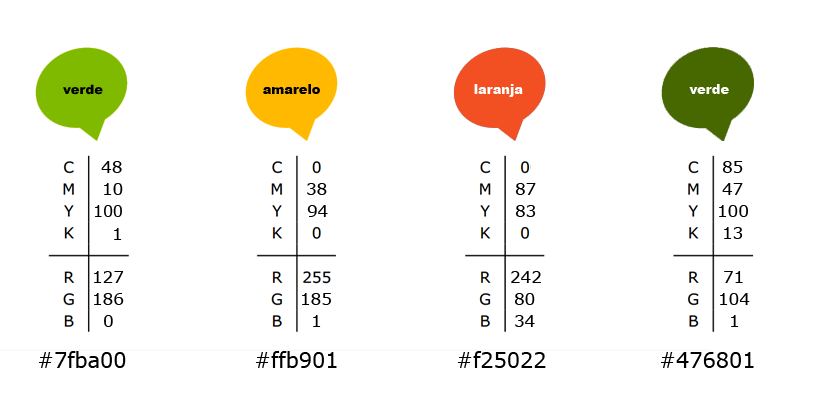 verde
C 48
M 10
Y 100
K 1
R 127
G 186
B 0
#7fba00
amarelo
C 0
M 38
Y 94
K 0
R 255
G 185
B 1
#ffb901
laranja
C 0
M 87
Y 83
K 0
R 242
G 80
B 34
#f25022
verde
C 85
M 47
Y 100
K 13
R 71
G 104
B 1
#476801